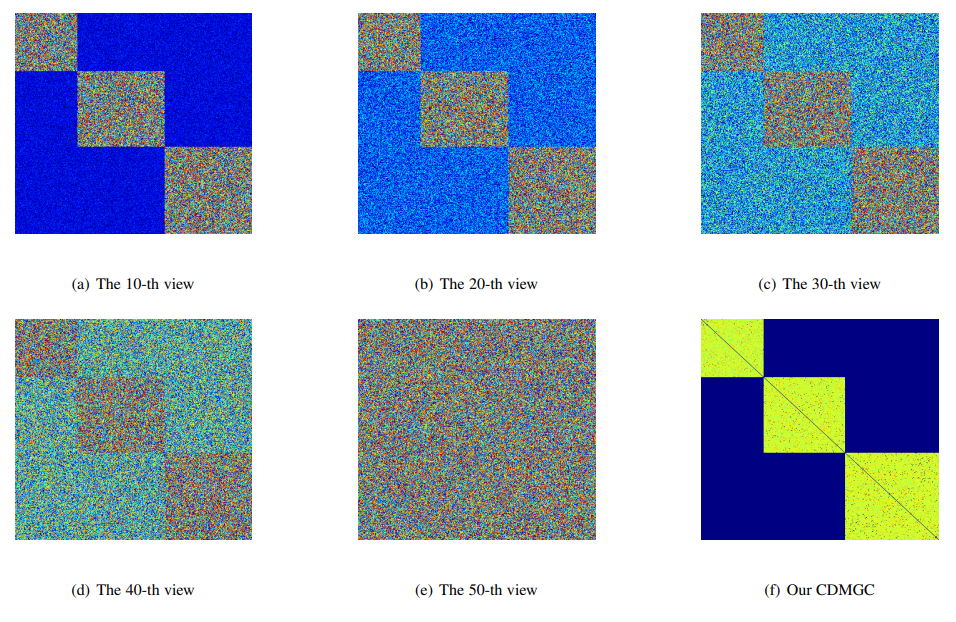 (a) The 10-th view
(b) The 20-th view
(c) The 30-th view
(d) The 40-th view
(e) The 50-th view
(f) Our CDMGC